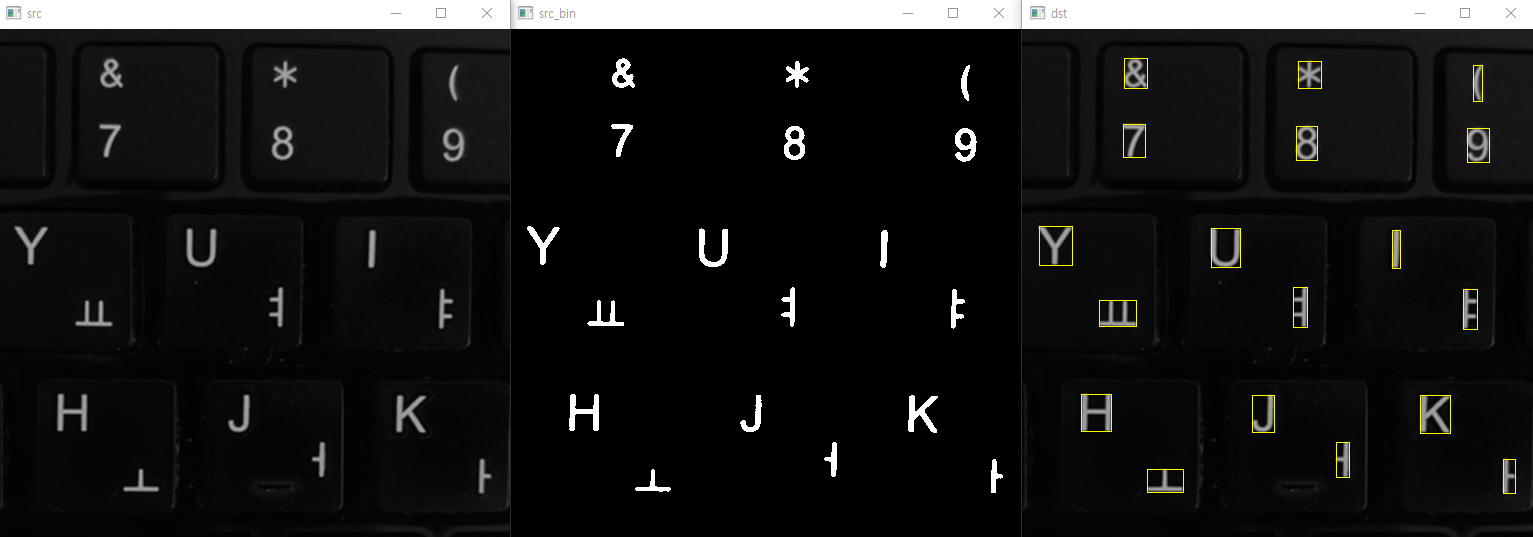 src
& * (
7 8 9
Y U I
ㅛ ㅕ ㅑ
H J K
ㅗ ㅓ ㅏ
src_bin
& * (
7 8 9
Y U I
ㅛ ㅕ ㅑ
H J K
ㅗ ㅓ ㅏ
dst
& * (
7 8 9
Y U I
ㅛ ㅕ ㅑ
H J K
ㅗ ㅓ ㅏ